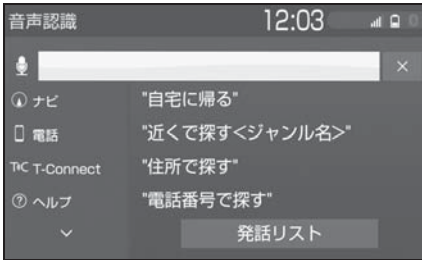 音声認識 12:03
×
ナビ "自宅に帰る"
電話 "近くで探す<ジャンル名>"
T-Connect "住所で探す"
? ヘルプ "電話番号で探す"
発話リスト